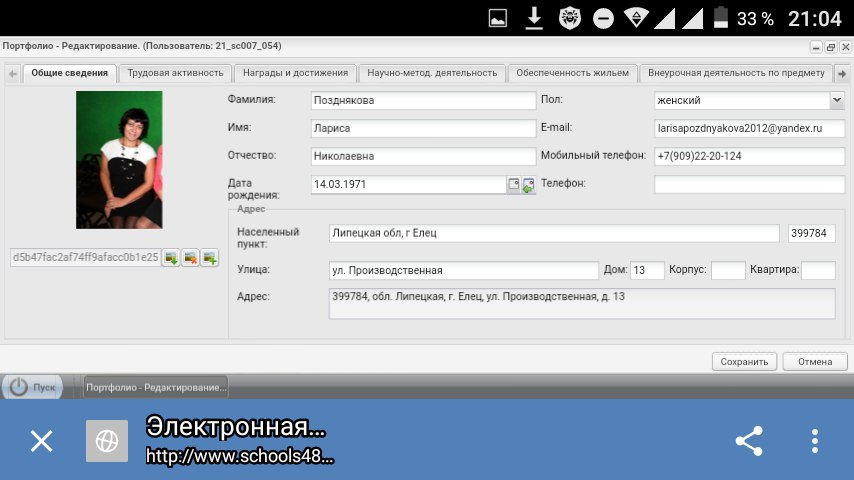 33 % 21:04
Портфолио - Редактирование. (Пользователь: 21_sc007_054)
Общие сведения Трудовая активность Награды и достижения Научно-метод. деятельность Обеспеченность жильем Внеурочная деятельность по предмету
Фамилия: Позднякова Пол: женский
Имя: Лариса E-mail: larisapozdnyakova2012@yandex.ru
Отчество: Николаевна Мобильный телефон: +7(909)22-20-124
Дата рождения: 14.03.1971 Телефон:
Адрес
Населенный пункт: Липецкая обл, г Елец 399784
d5b47fac2af74ff9afacc0b1e25
Улица: ул. Производственная Дом: 13 Корпус: Квартира:
Адрес: 399784, обл. Липецкая, г. Елец, ул. Производственная, д. 13
Сохранить Отмена
Пуск Портфолио - Редактирование...
Электронная...
http://www.schools48...